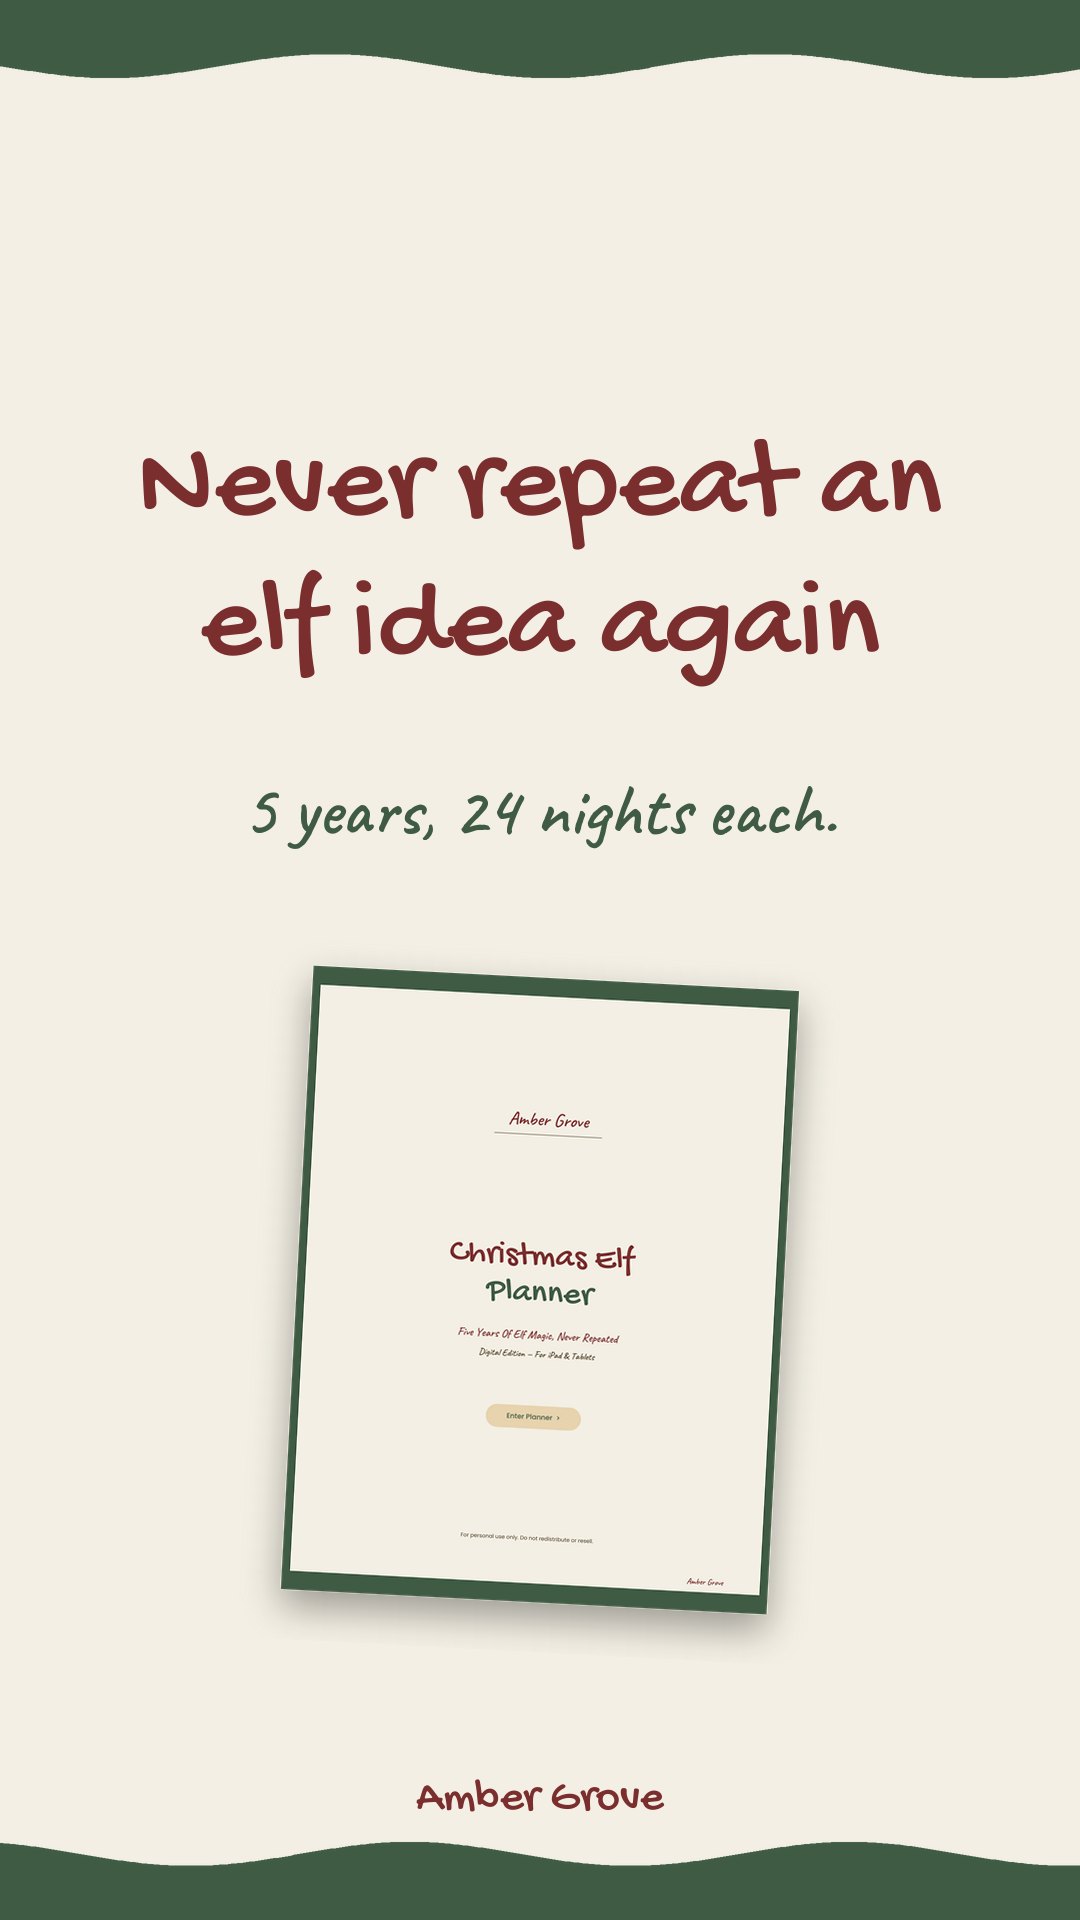 Never repeat an
elf idea again
5 years, 24 nights each.
Amber Grove
Christmas Elf
Planner
Five Years Of Elf Magic, Never Repeated
Digital Edition – For iPad & Tablets
Enter Planner >
For personal use only. Do not redistribute or resell.
Amber Grove
Amber Grove